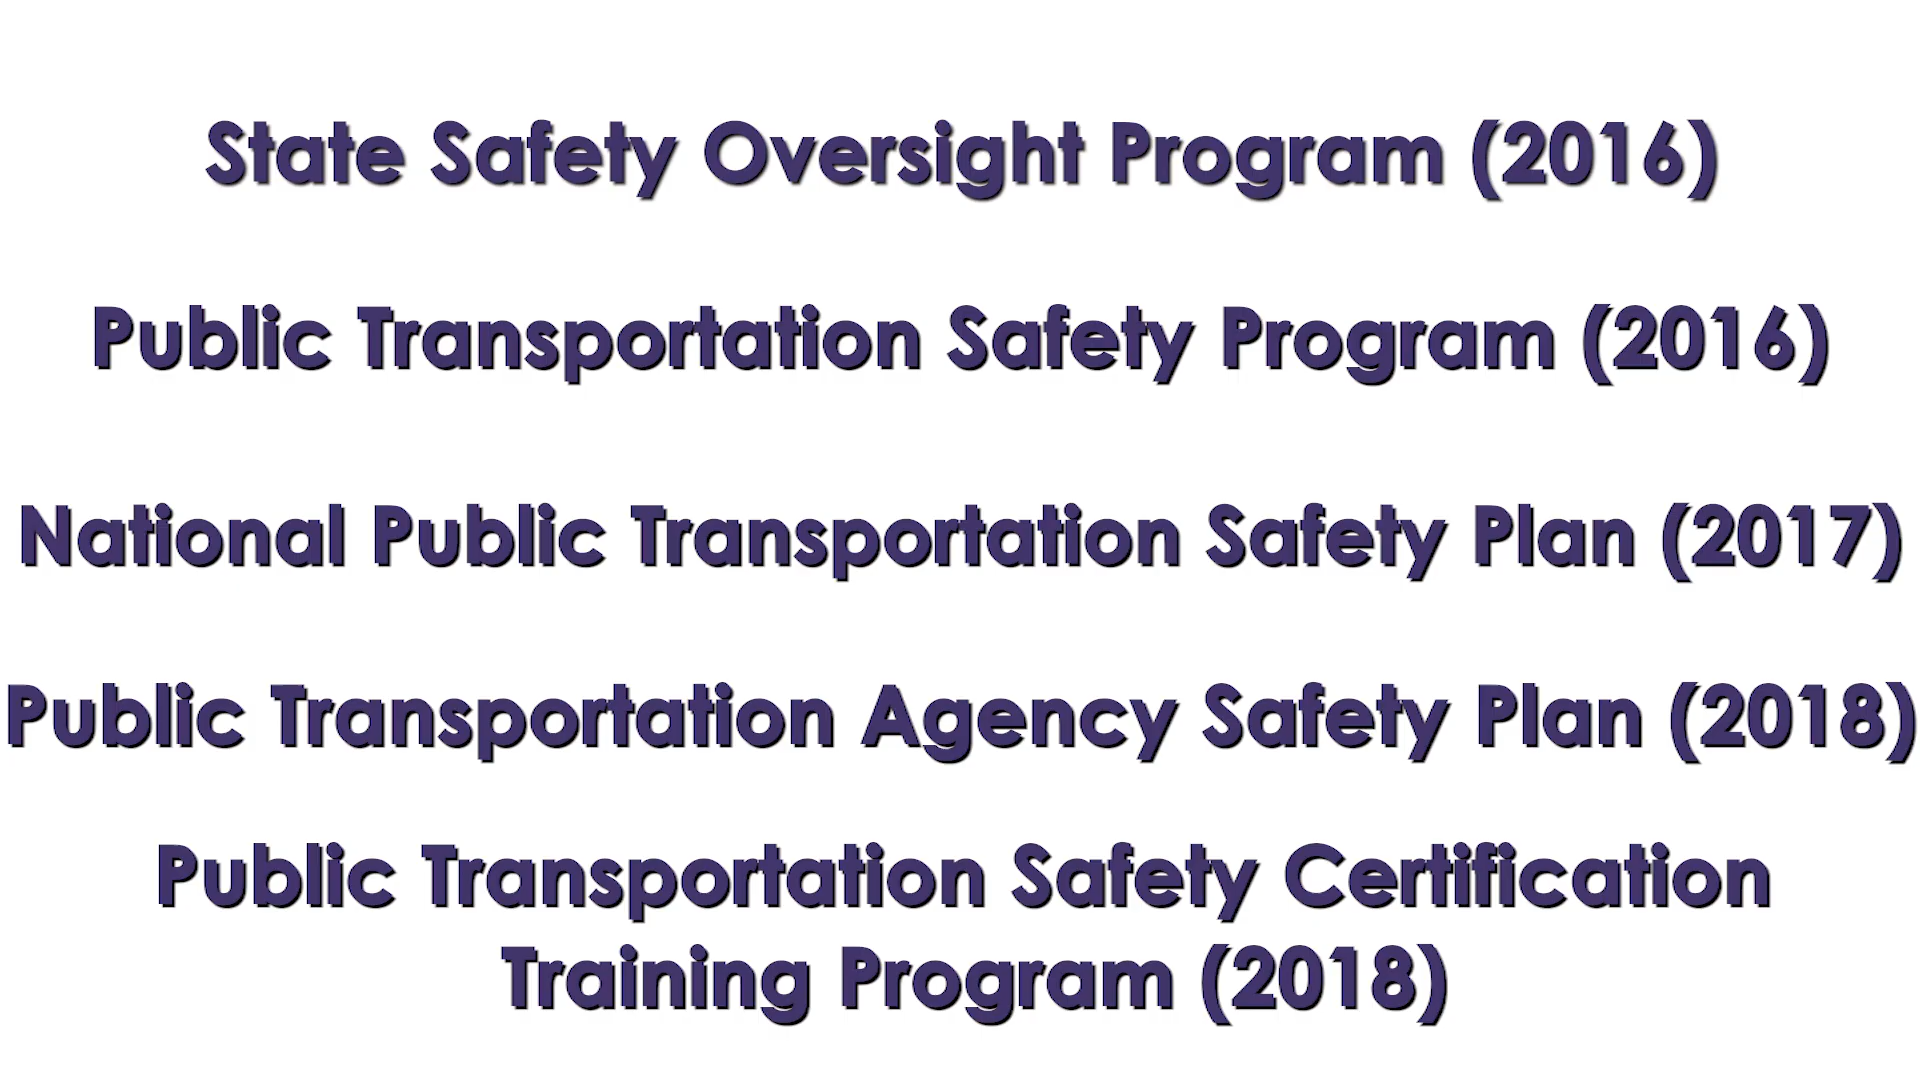 State Safety Oversight Program (2016)
Public Transportation Safety Program (2016)
National Public Transportation Safety Plan (2017)
Public Transportation Agency Safety Plan (2018)
Public Transportation Safety Certification
Training Program (2018)